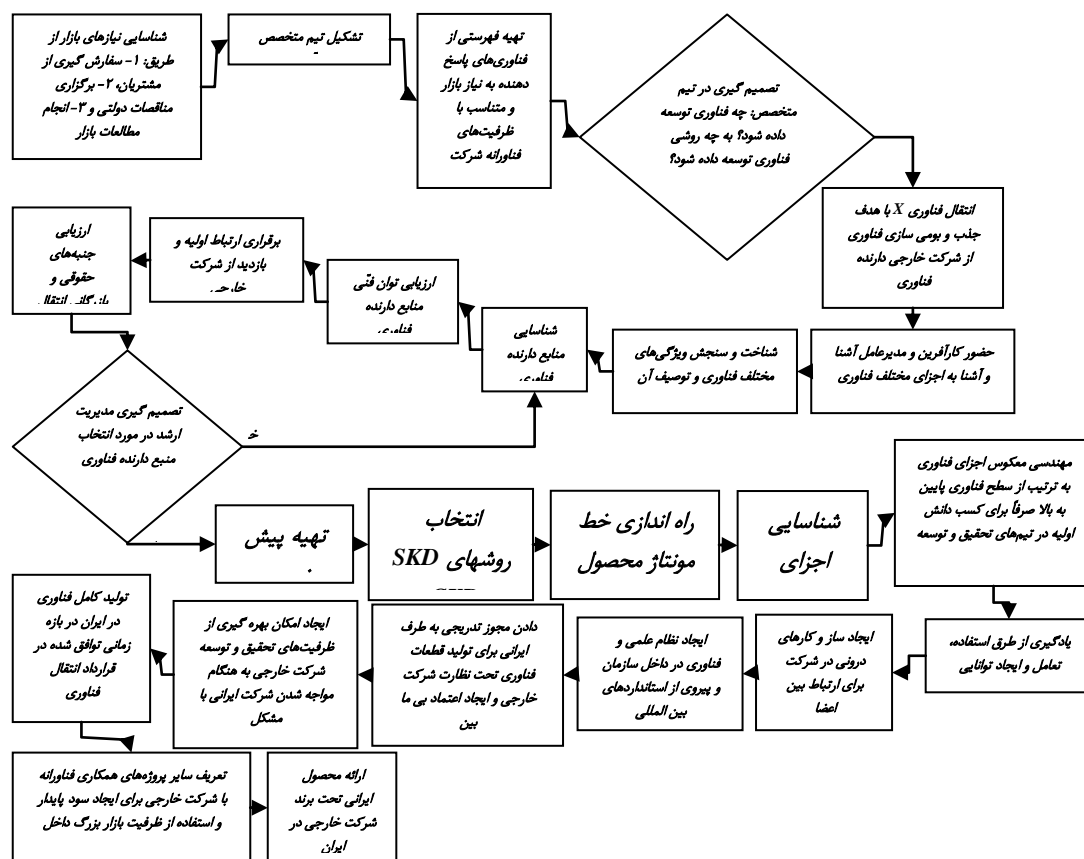 شناسایی نیازهای بازار از
طریق: ۱- سفارش گیری از
مشتریان، ۲- برگزاری
مناقصات دولتی و ۳- انجام
مطالعات بازار
تشکیل تیم متخصص
تهیه فهرستی از
فناوری‌های پاسخ
دهنده به نیاز بازار
و متناسب با
ظرفیت‌های
فناورانه شرکت
تصمیم گیری در تیم
متخصص: چه فناوری توسعه
داده شود؟ به چه روشی
فناوری توسعه داده شود؟
انتقال فناوری X با هدف
جذب و بومی سازی فناوری
از شرکت خارجی دارنده
فناوری
حضور کارآفرین و مدیرعامل آشنا
و آشنا به اجزای مختلف فناوری
شناخت و سنجش ویژگی‌های
مختلف فناوری و توصیف آن
شناسایی
منابع دارنده
فناوری
ارزیابی توان فنّی
منابع دارنده
فناوری
برقراری ارتباط اولیه و
بازدید از شرکت
خارجی
ارزیابی
جنبه‌های
حقوقی و
بازرگانی انتقال
تصمیم گیری مدیریت
ارشد در مورد انتخاب
منبع دارنده فناوری
تهیه پیش
انتخاب
روشهای SKD
راه اندازی خط
مونتاژ محصول
شناسایی
اجزای
مهندسی معکوس اجزای فناوری
به ترتیب از سطح فناوری پایین
به بالا صرفاً برای کسب دانش
اولیه در تیم‌های تحقیق و توسعه
یادگیری از طرق استفاده،
تعامل و ایجاد توانایی
ایجاد ساز و کارهای
درونی در شرکت
برای ارتباط بین
اعضا
ایجاد نظام علمی و
فناوری در داخل سازمان
و پیروی از استانداردهای
بین المللی
دادن مجوز تدریجی به طرف
ایرانی برای تولید قطعات
فناوری تحت نظارت شرکت
خارجی و ایجاد اعتماد بی ما
بین
ایجاد امکان بهره گیری از
ظرفیت‌های تحقیق و توسعه
شرکت خارجی به هنگام
مواجه شدن شرکت ایرانی با
مشکل
تولید کامل فناوری
در ایران در بازه
زمانی توافق شده در
قرارداد انتقال
فناوری
تعریف سایر پروژه‌های همکاری فناورانه
با شرکت خارجی برای ایجاد سود پایدار
و استفاده از ظرفیت بازار بزرگ داخل
ارائه محصول
ایرانی تحت برند
شرکت خارجی در
ایران